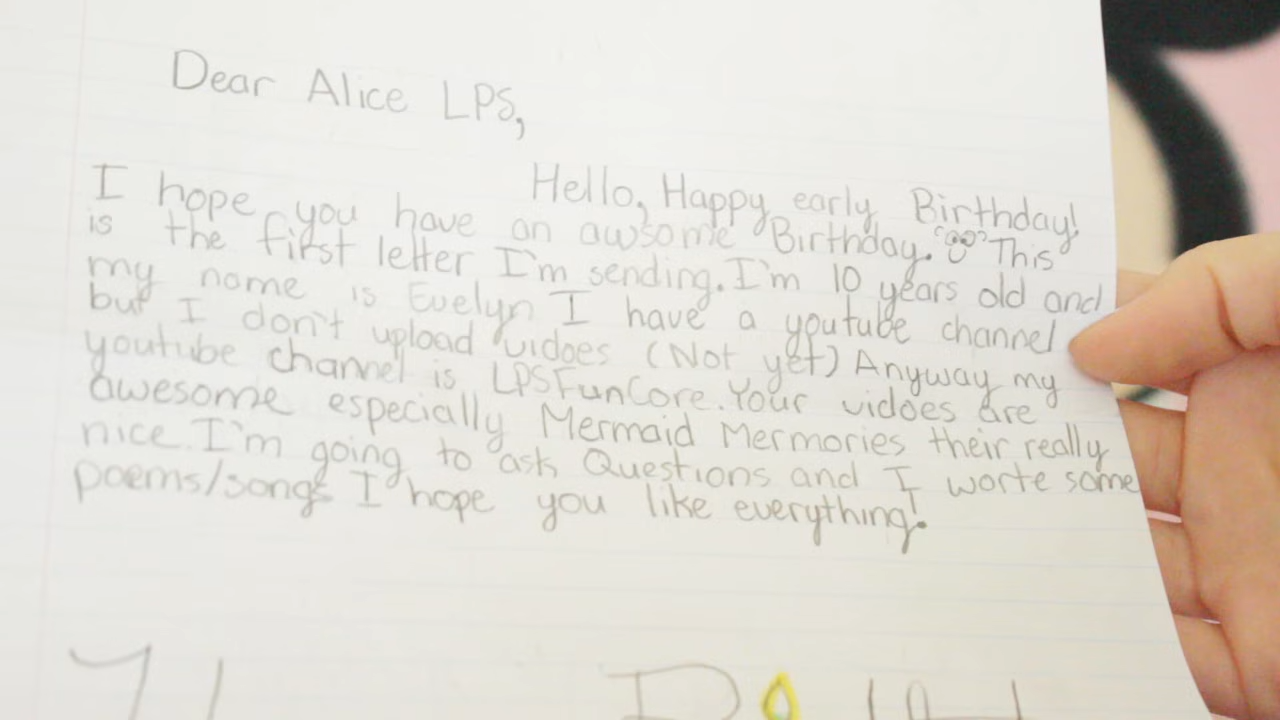 Dear Alice LPS,
Hello, Happy early Birthday!
I hope you have an awsome Birthday. This
is the first letter I'm sending. I'm 10 years old and
my name is Evelyn I have a youtube channel
but I don't upload vidoes (Not yet) Anyway my
youtube channel is LPSFunCore. Your vidoes are
awesome especially Mermaid Mermories their really
nice. I'm going to ask Questions and I worte some
poems/songs I hope you like everything!